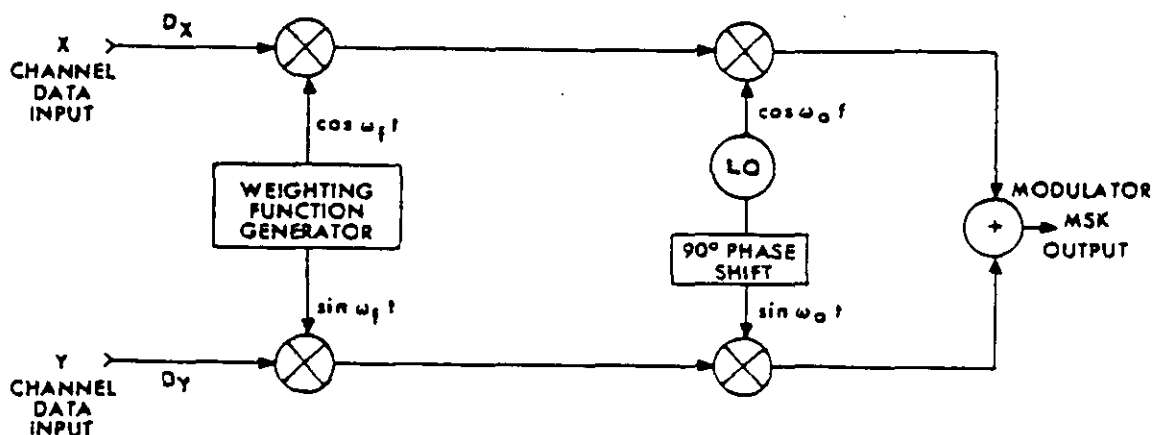 X
CHANNEL
DATA
INPUT
DX
cos ωf t
WEIGHTING
FUNCTION
GENERATOR
sin ωf t
cos ωo t
LO
90° PHASE
SHIFT
sin ωo t
+
MODULATOR
MSK
OUTPUT
Y
CHANNEL
DATA
INPUT
DY